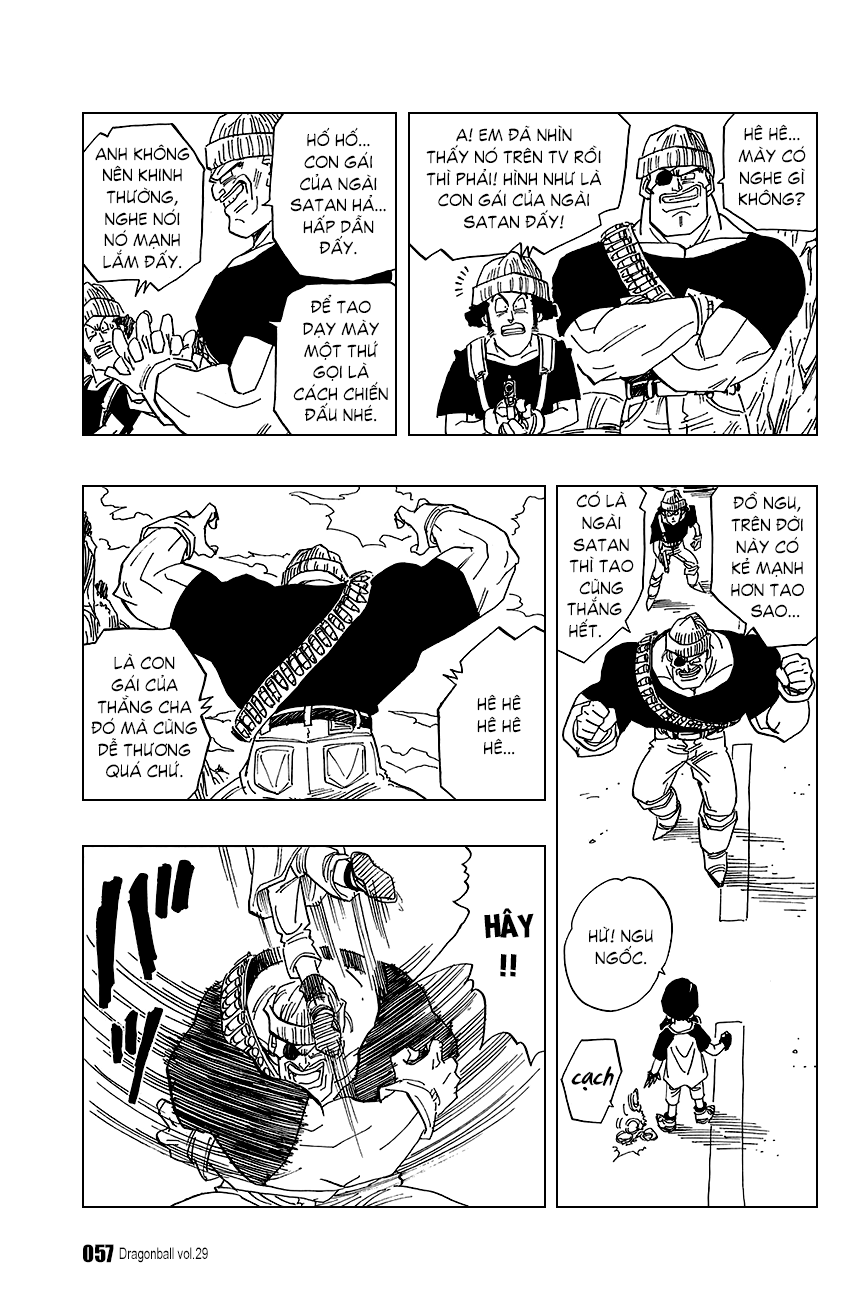 HÊ HÊ...
MÀY CÓ
NGHE GÌ
KHÔNG?
A! EM ĐÃ NHÌN
THẤY NÓ TRÊN TV RỒI
THÌ PHẢI! HÌNH NHƯ LÀ
CON GÁI CỦA NGÀI
SATAN ĐẤY!
HỐ HỐ...
CON GÁI
CỦA NGÀI
SATAN HẢ...
HẤP DẪN
ĐẤY.
ANH KHÔNG
NÊN KHINH
THƯỜNG,
NGHE NÓI
NÓ MẠNH
LẮM ĐẤY.
ĐỂ TAO
DẠY MÀY
MỘT THỨ
GỌI LÀ
CÁCH CHIẾN
ĐẤU NHÉ.
ĐỒ NGU,
TRÊN ĐỜI
NÀY CÓ
KẺ MẠNH
HƠN TAO
SAO...
CÓ LÀ
NGÀI
SATAN
THÌ TAO
CŨNG
THẮNG
HẾT.
HỪ! NGU
NGỐC.
CẠCH
HÊ HÊ
HÊ HÊ
HÊ...
LÀ CON
GÁI CỦA
THẰNG CHA
ĐÓ MÀ CŨNG
DỄ THƯƠNG
QUÁ CHỨ.
HÂY
!!
057 Dragonball vol.29